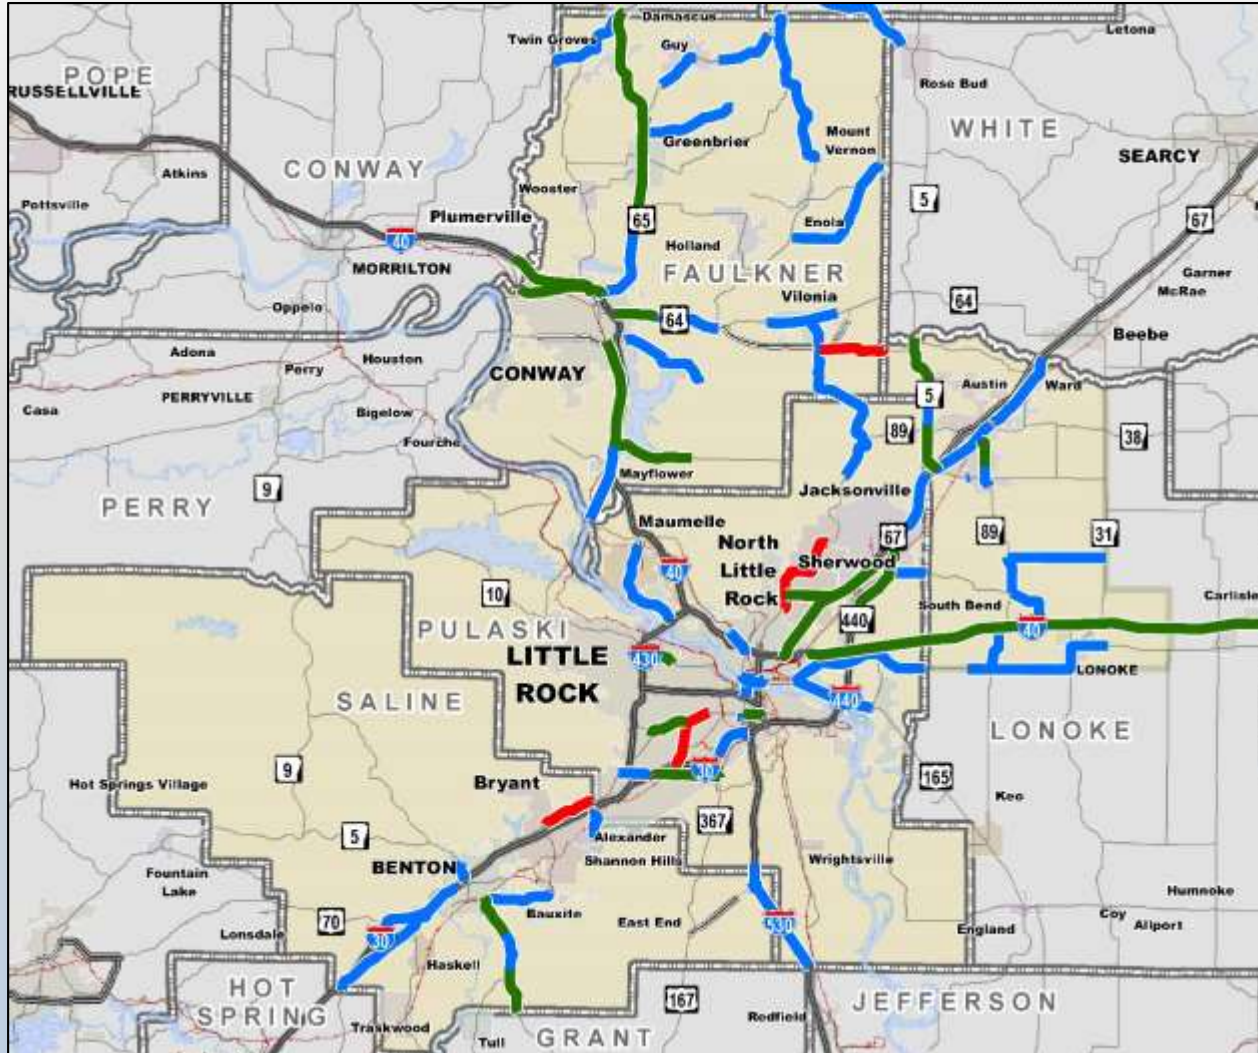 Damascus
Twin Groves
Guy
Letona
POPE
RUSSELLVILLE
Rose Bud
WHITE
Mount
Vernon
Greenbrier
SEARCY
CONWAY
Atkins
Wooster
5
Pottsville
Plumerville
65
Enola
67
40
Holland
MORRILTON
FAULKNER
Garner
McRae
Vilonia
64
Oppelo
64
Beebe
Adona
Houston
Perry
CONWAY
Austin
Ward
PERRYVILLE
5
Casa
Bigelow
89
38
Fourche
Mayflower
9
Jacksonville
PERRY
Maumelle
67
89
31
North
Little
Rock
Sherwood
40
10
South Bend
Carlisle
440
40
PULASKI
LITTLE
ROCK
430
LONOKE
SALINE
440
LONOKE
9
30
165
Hot Springs Village
Bryant
Keo
367
5
Alexander
Shannon Hills
Wrightsville
BENTON
Fountain
Lake
Humnoke
Bauxite
70
East End
530
Coy
Allport
England
Lonsdale
30
Haskell
HOT
SPRING
167
JEFFERSON
Redfield
Traskwood
Tull
GRANT